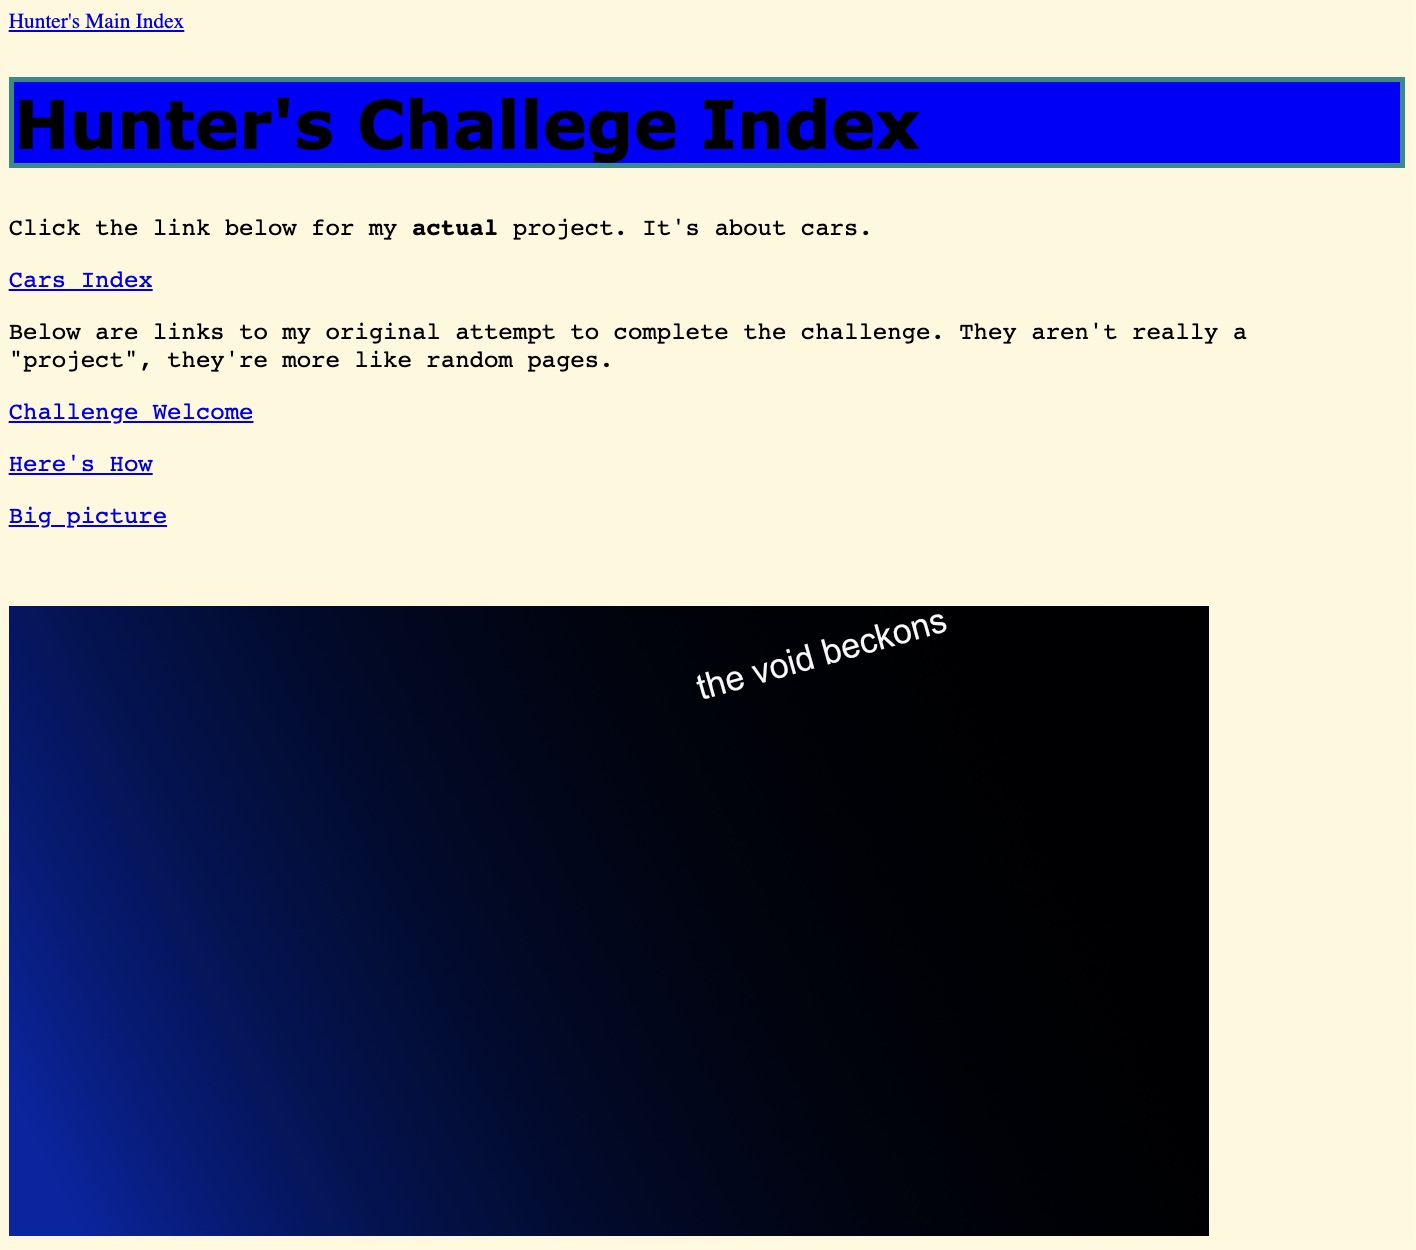 Hunter's Main Index
Hunter's Challege Index
Click the link below for my actual project. It's about cars.
Cars Index
Below are links to my original attempt to complete the challenge. They aren't really a
"project", they're more like random pages.
Challenge Welcome
Here's How
Big picture
the void beckons